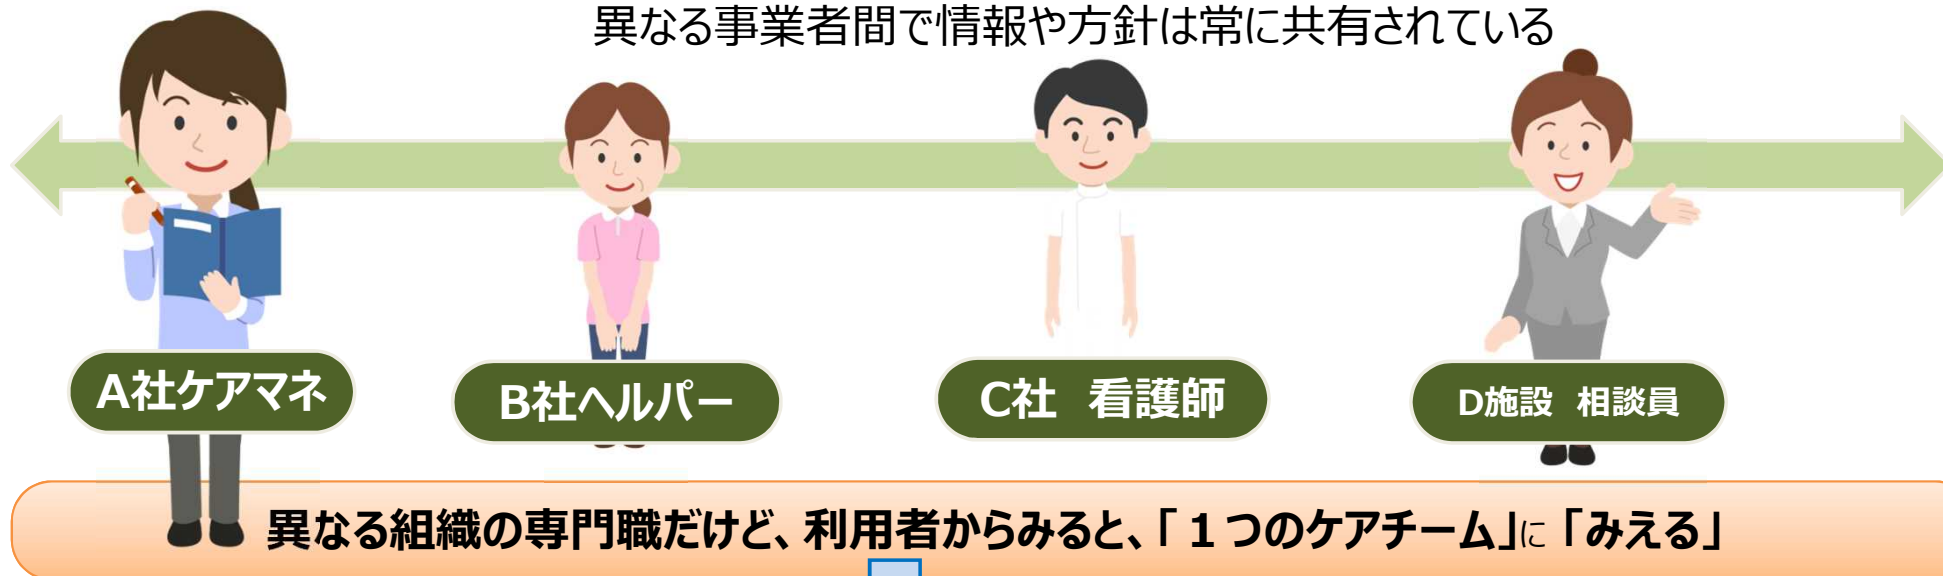 異なる事業者間で情報や方針は常に共有されている
A社ケアマネ
B社ヘルパー
C社　看護師
D施設　相談員
異なる組織の専門職だけど、利用者からみると、「１つのケアチーム」に「みえる」